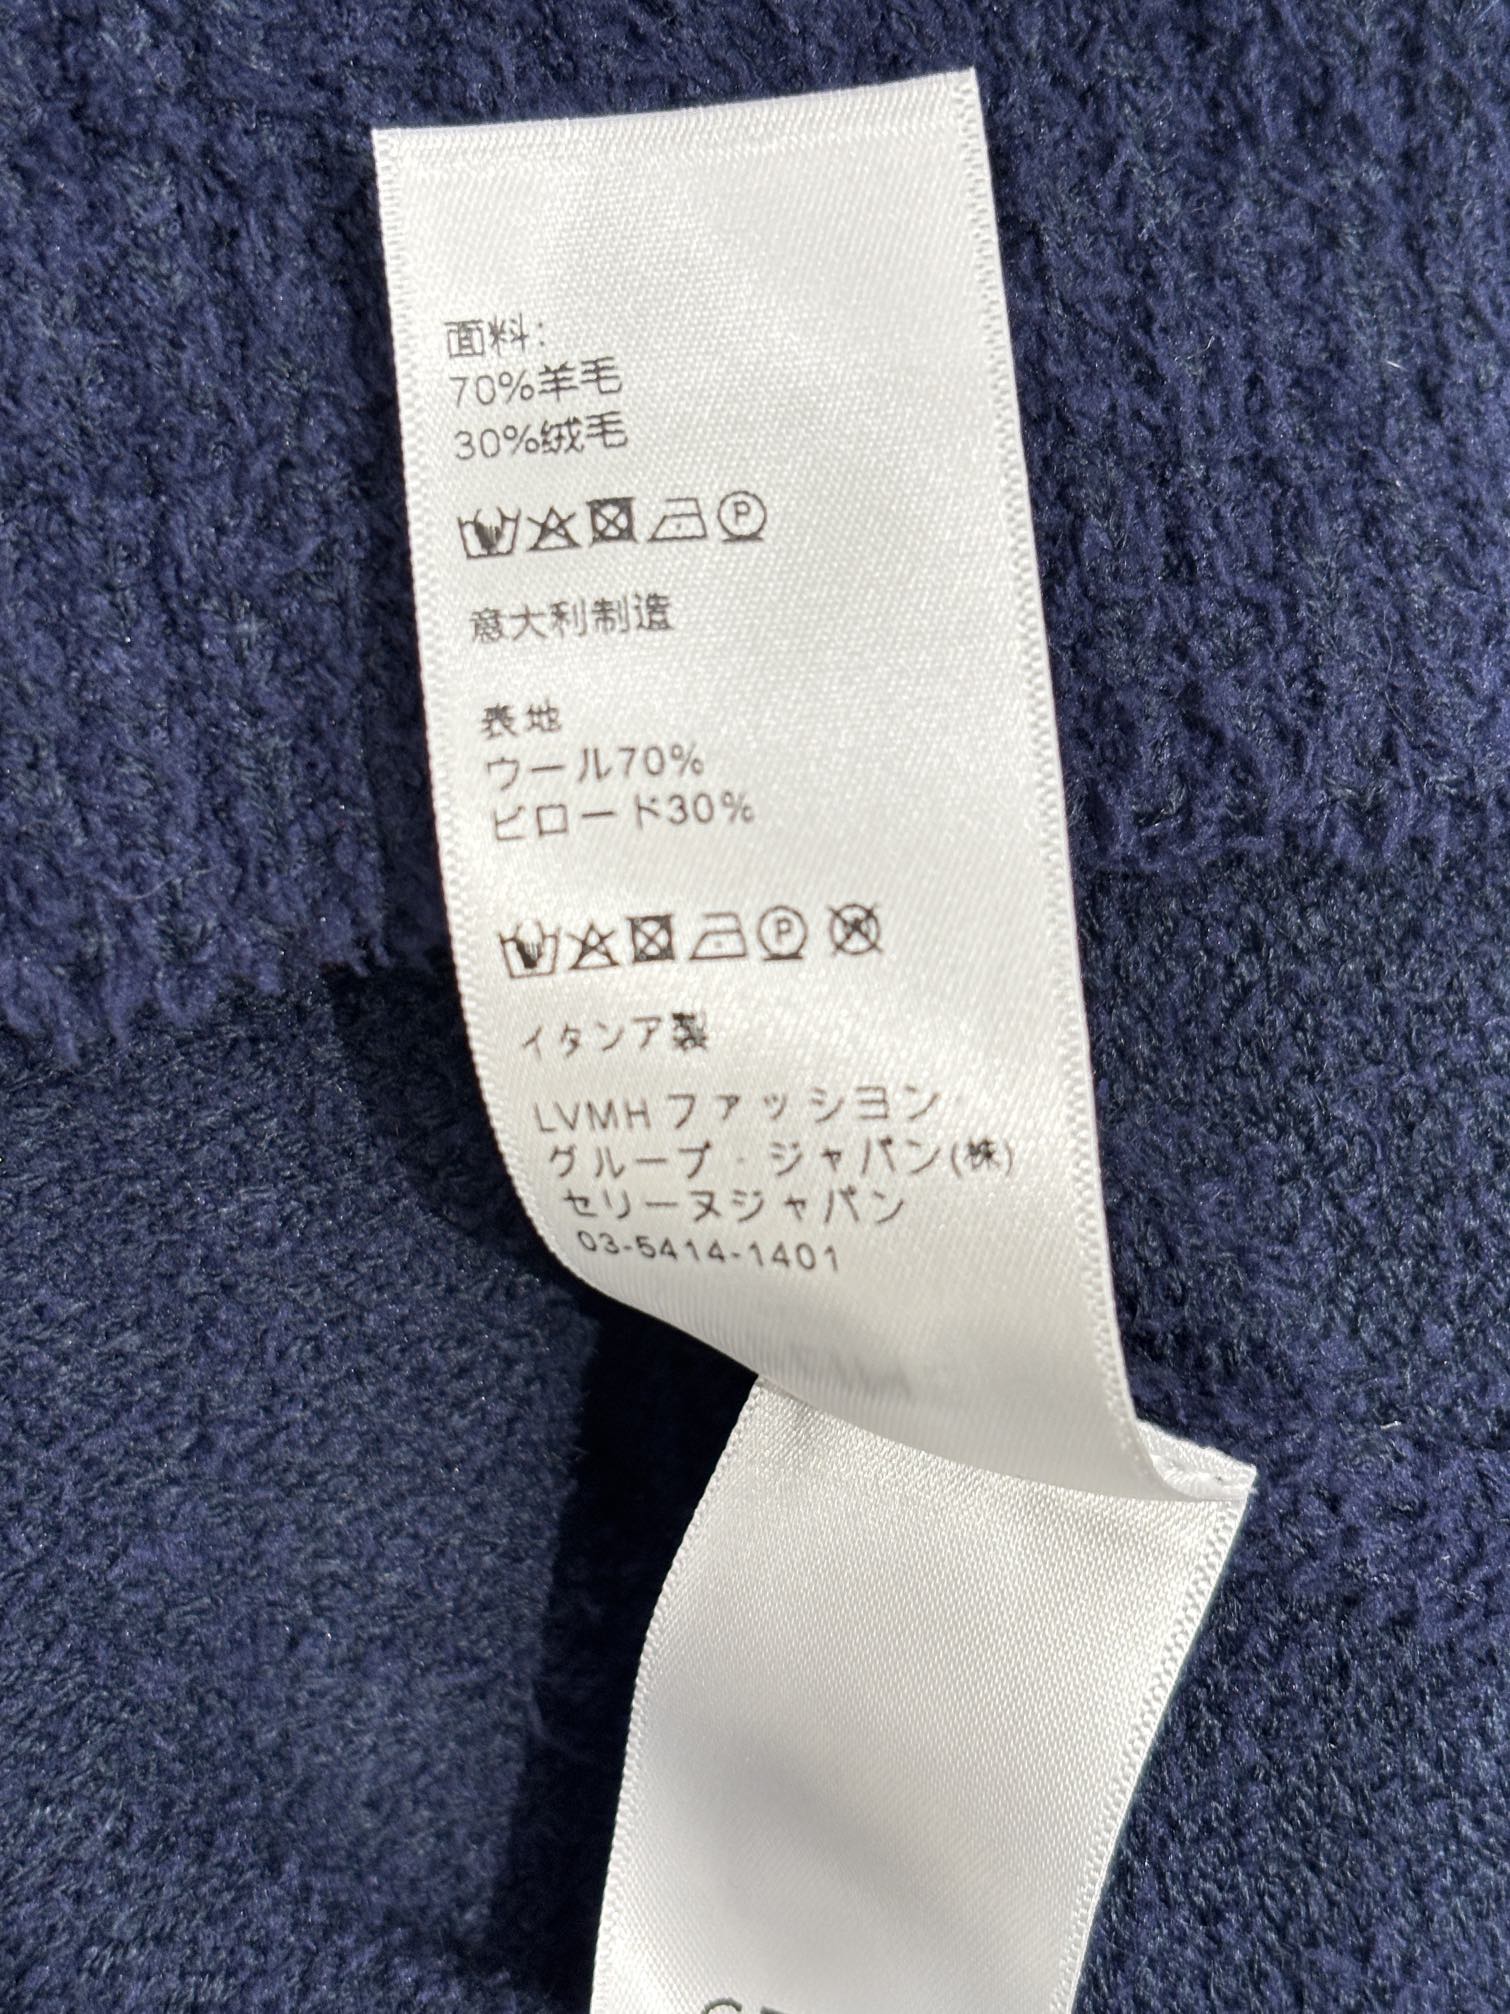 面料:
70%羊毛
30%绒毛
P
意大利制造
表地
ウール70%
ビロード30%
P
イタンア製
LVMHファッシヨン
グループ・ジャパン(株)
セリーヌジャパン
03-5414-1401